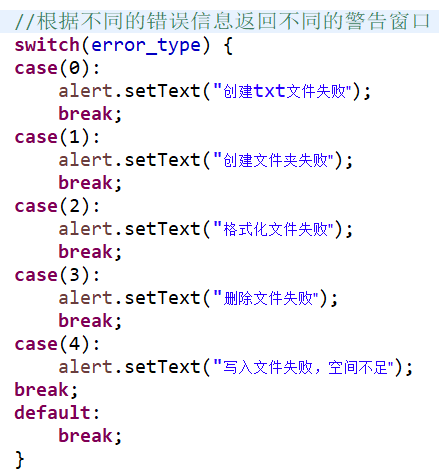 //根据不同的错误信息返回不同的警告窗口
switch(error_type) {
case(0):
    alert.setText("创建txt文件失败");
    break;
case(1):
    alert.setText("创建文件夹失败");
    break;
case(2):
    alert.setText("格式化文件失败");
    break;
case(3):
    alert.setText("删除文件失败");
    break;
case(4):
    alert.setText("写入文件失败，空间不足");
break;
default:
    break;
}